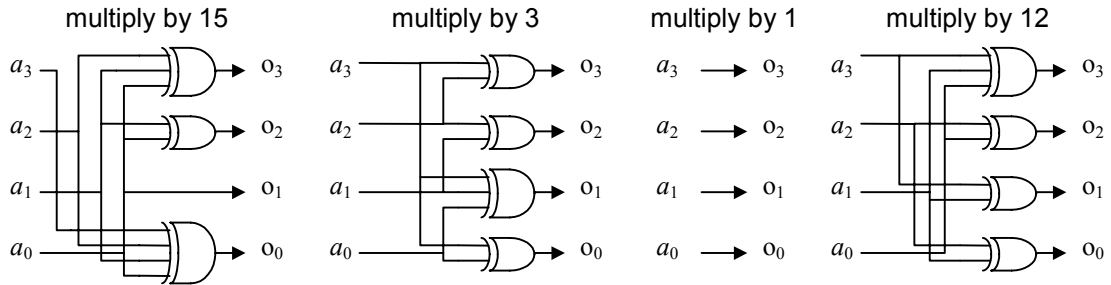 multiply by 15 multiply by 3 multiply by 1 multiply by 12
a₃ o₃ a₃ o₃ a₃ o₃ a₃ o₃
a₂ o₂ a₂ o₂ a₂ o₂ a₂ o₂
a₁ o₁ a₁ o₁ a₁ o₁ a₁ o₁
a₀ o₀ a₀ o₀ a₀ o₀ a₀ o₀